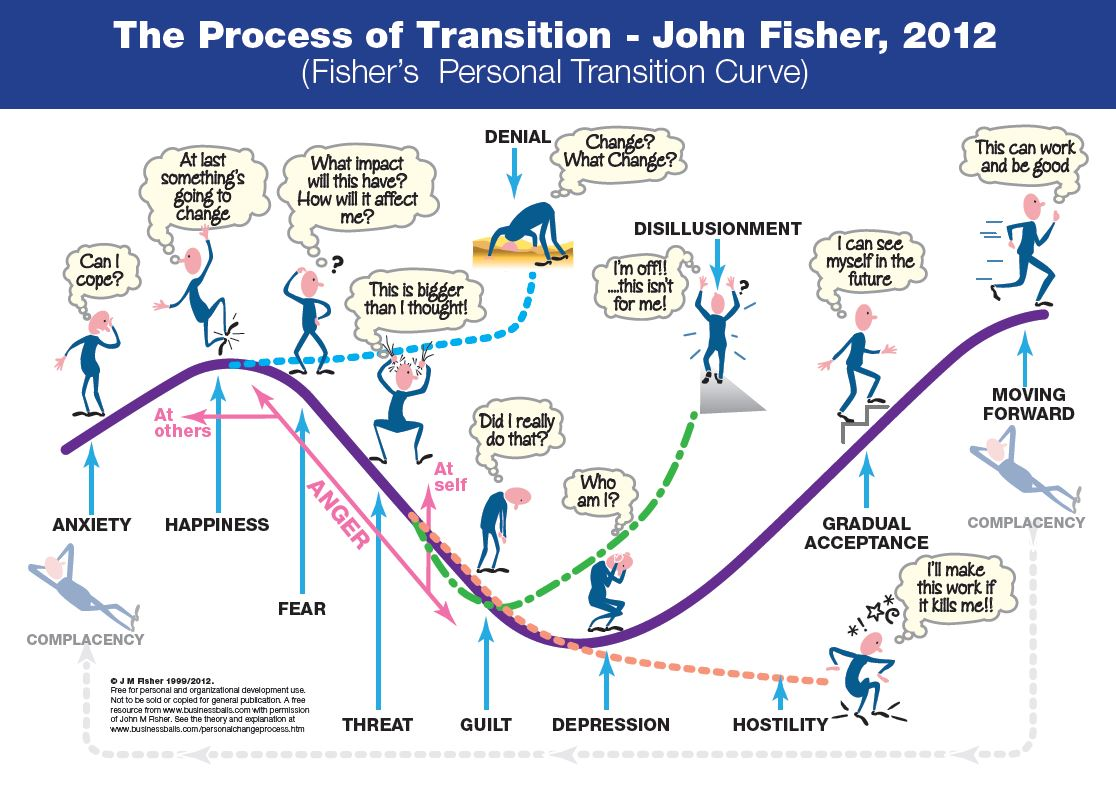 The Process of Transition - John Fisher, 2012
(Fisher's Personal Transition Curve)
DENIAL
Change?
What Change?
This can work
and be good
At last
something's
going to
change
What impact
will this have?
How will it affect
me?
?
DISILLUSIONMENT
I can see
myself in the
future
Can I
cope?
I'm off!!
....this isn't
for me!
?
This is bigger
than I thought!
MOVING
FORWARD
At
others
Did I really
do that?
At
self
Who
am I?
ANGER
ANXIETY
HAPPINESS
GRADUAL
ACCEPTANCE
COMPLACENCY
I'll make
this work if
it kills me!!
FEAR
*!
*
COMPLACENCY
© J M Fisher 1999/2012.
Free for personal and organizational development use.
Not to be sold or copied for general publication. A free
resource from www.businessballs.com with permission
of John M Fisher. See the theory and explanation at
www.businessballs.com/personalchangeprocess.htm
THREAT
GUILT
DEPRESSION
HOSTILITY